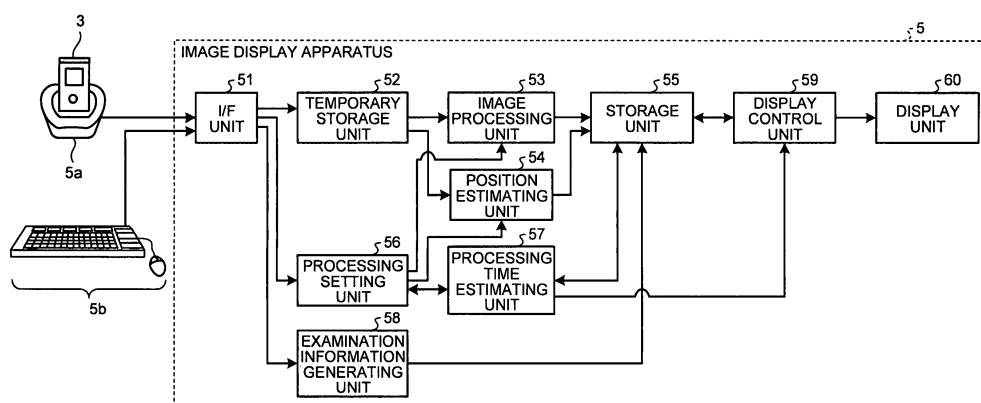 3
5
IMAGE DISPLAY APPARATUS
51
I/F
UNIT
52
TEMPORARY
STORAGE
UNIT
53
IMAGE
PROCESSING
UNIT
55
STORAGE
UNIT
59
DISPLAY
CONTROL
UNIT
60
DISPLAY
UNIT
5a
54
POSITION
ESTIMATING
UNIT
56
PROCESSING
SETTING
UNIT
57
PROCESSING
TIME
ESTIMATING
UNIT
5b
58
EXAMINATION
INFORMATION
GENERATING
UNIT